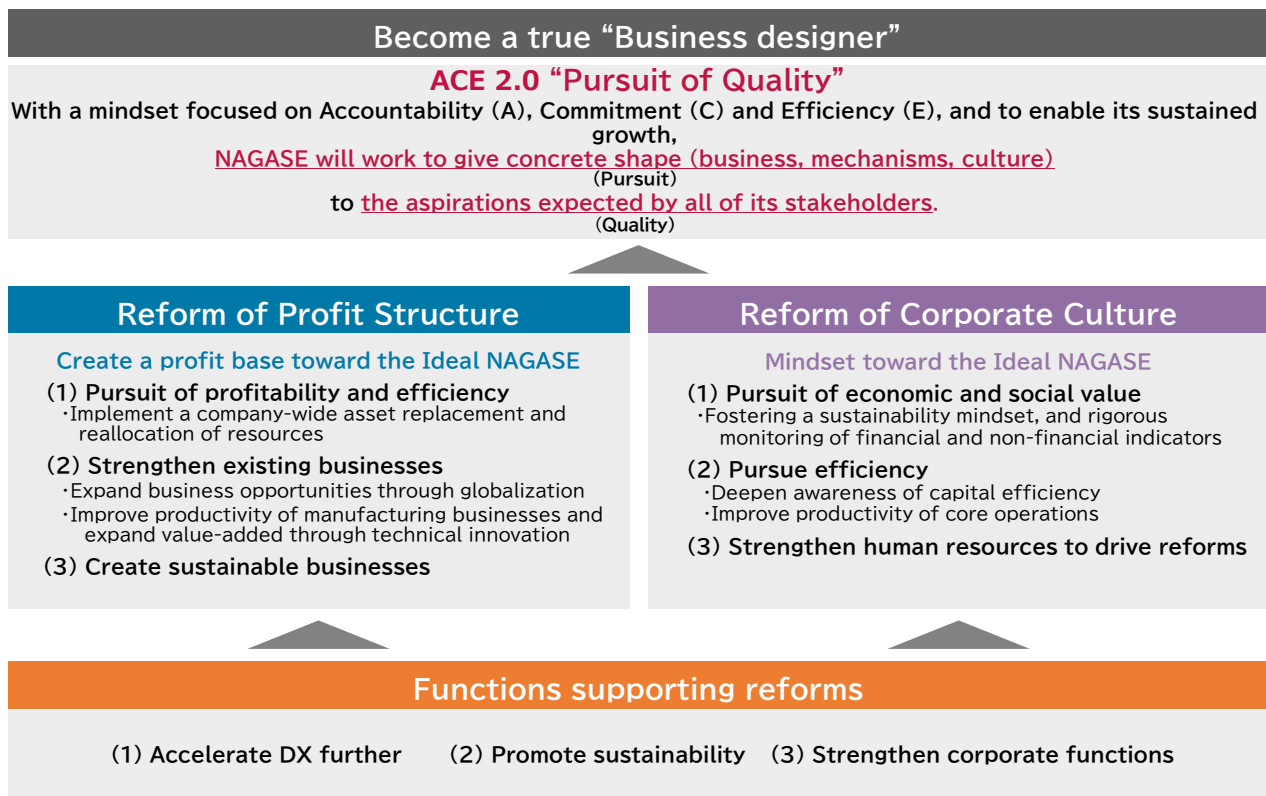 Become a true “Business designer”
ACE 2.0 “Pursuit of Quality”
With a mindset focused on Accountability (A), Commitment (C) and Efficiency (E), and to enable its sustained
growth,
NAGASE will work to give concrete shape (business, mechanisms, culture)
(Pursuit)
to the aspirations expected by all of its stakeholders.
(Quality)
Reform of Profit Structure
Create a profit base toward the Ideal NAGASE
(1) Pursuit of profitability and efficiency
・Implement a company-wide asset replacement and
reallocation of resources
(2) Strengthen existing businesses
・Expand business opportunities through globalization
・Improve productivity of manufacturing businesses and
expand value-added through technical innovation
(3) Create sustainable businesses
Reform of Corporate Culture
Mindset toward the Ideal NAGASE
(1) Pursuit of economic and social value
・Fostering a sustainability mindset, and rigorous
monitoring of financial and non-financial indicators
(2) Pursue efficiency
・Deepen awareness of capital efficiency
・Improve productivity of core operations
(3) Strengthen human resources to drive reforms
Functions supporting reforms
(1) Accelerate DX further (2) Promote sustainability (3) Strengthen corporate functions